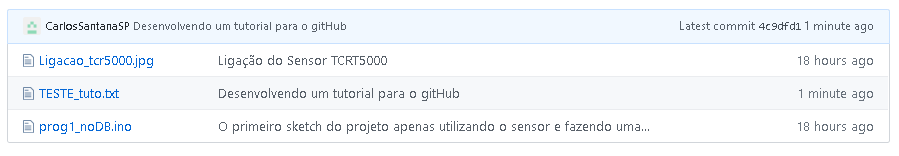 CarlosSantanaSP Desenvolvendo um tutorial para o gitHub Latest commit 4c9dfd1 1 minute ago
Ligacao_tcr5000.jpg Ligação do Sensor TCRT5000 18 hours ago
TESTE_tuto.txt Desenvolvendo um tutorial para o gitHub 1 minute ago
prog1_noDB.ino O primeiro sketch do projeto apenas utilizando o sensor e fazendo uma... 18 hours ago